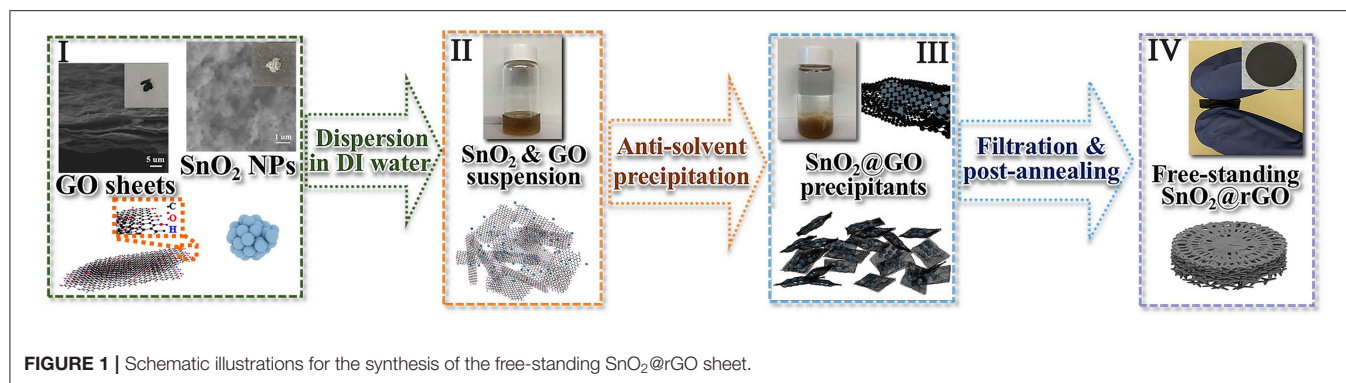 I
5 um
1 um
GO sheets
SnO₂ NPs
-C
-O
H
Dispersion
in DI water
II
SnO₂ & GO
suspension
Anti-solvent
precipitation
III
SnO₂@GO
precipitants
Filtration &
post-annealing
IV
Free-standing
SnO₂@rGO
FIGURE 1 | Schematic illustrations for the synthesis of the free-standing SnO₂@rGO sheet.